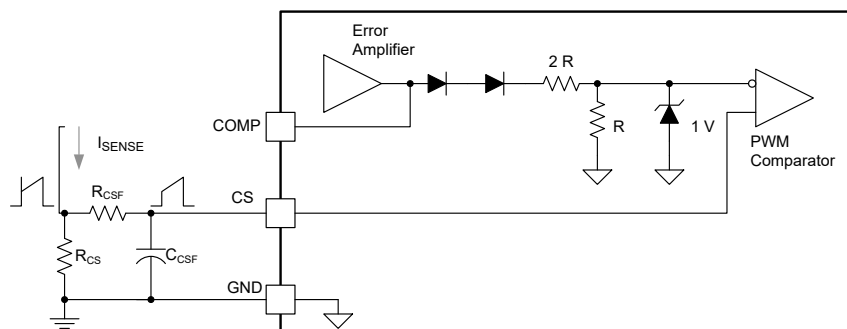 Error
Amplifier
2 R
COMP
R
1 V
PWM
Comparator
I_SENSE
R_CSF
CS
R_CS
C_CSF
GND